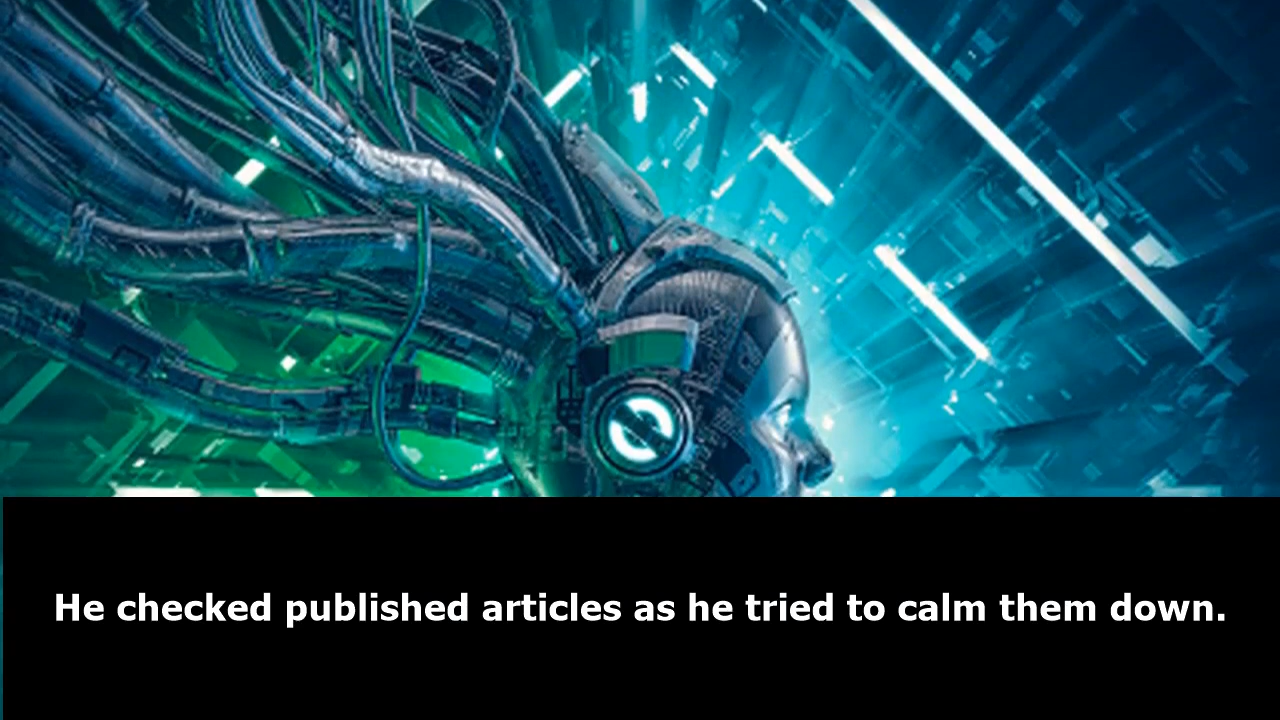 He checked published articles as he tried to calm them down.